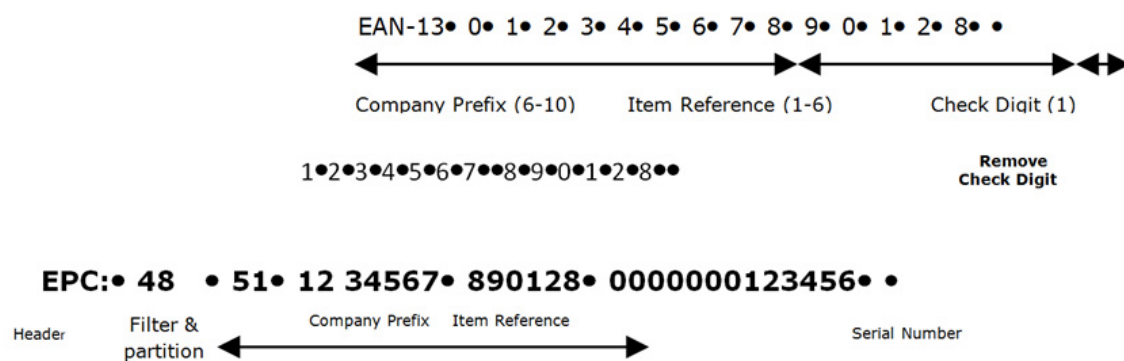 EAN-13• 0• 1• 2• 3• 4• 5• 6• 7• 8• 9• 0• 1• 2• 8• •
Company Prefix (6-10) Item Reference (1-6) Check Digit (1)
1•2•3•4•5•6•7••8•9•0•1•2•8••
Remove
Check Digit
EPC:• 48 • 51• 12 34567• 890128• 0000000123456• •
Header
Filter &
partition
Company Prefix Item Reference
Serial Number